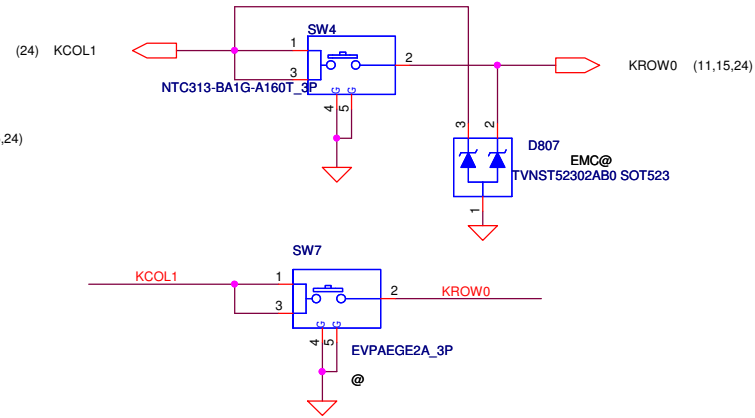 SW4
(24) KCOL1
1
2
3
KROW0 (11,15,24)
NTC313-BA1G-A160T_3P
G G
4 5
,24)
3 2
D807
EMC@
TVNST52302AB0 SOT523
1
SW7
KCOL1
1
2
KROW0
3
G G
4 5
EVPAEGE2A_3P
@